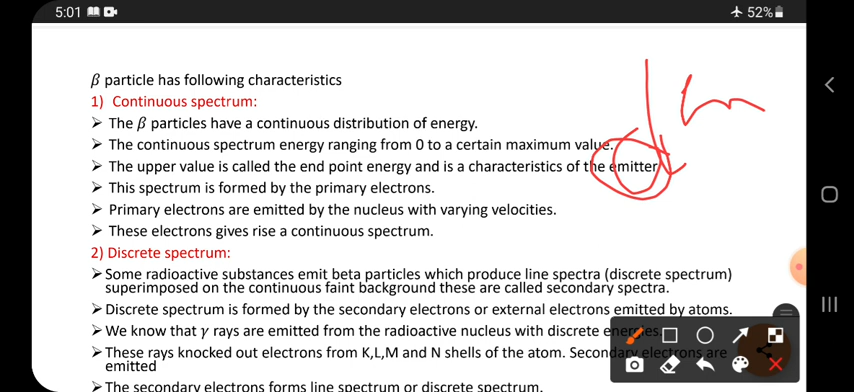 5:01
52%
β particle has following characteristics
1) Continuous spectrum:
➢ The β particles have a continuous distribution of energy.
➢ The continuous spectrum energy ranging from 0 to a certain maximum value.
➢ The upper value is called the end point energy and is a characteristics of the emitter
➢ This spectrum is formed by the primary electrons.
➢ Primary electrons are emitted by the nucleus with varying velocities.
➢ These electrons gives rise a continuous spectrum.
2) Discrete spectrum:
➢ Some radioactive substances emit beta particles which produce line spectra (discrete spectrum)
superimposed on the continuous faint background these are called secondary spectra.
➢ Discrete spectrum is formed by the secondary electrons or external electrons emitted by atoms.
➢ We know that γ rays are emitted from the radioactive nucleus with discrete energies.
➢ These rays knocked out electrons from K,L,M and N shells of the atom. Secondary electrons are
emitted
➢ The secondary electrons forms line spectrum or discrete spectrum.